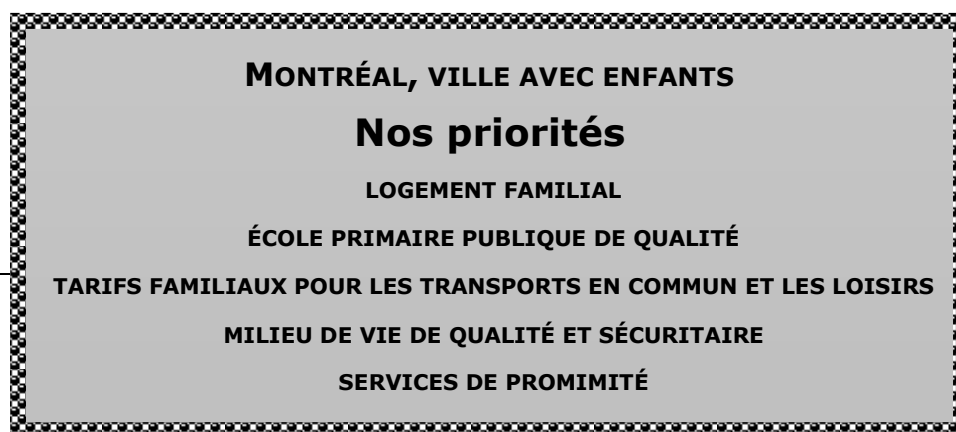 MONTRÉAL, VILLE AVEC ENFANTS
Nos priorités
LOGEMENT FAMILIAL
ÉCOLE PRIMAIRE PUBLIQUE DE QUALITÉ
TARIFS FAMILIAUX POUR LES TRANSPORTS EN COMMUN ET LES LOISIRS
MILIEU DE VIE DE QUALITÉ ET SÉCURITAIRE
SERVICES DE PROMIMITÉ